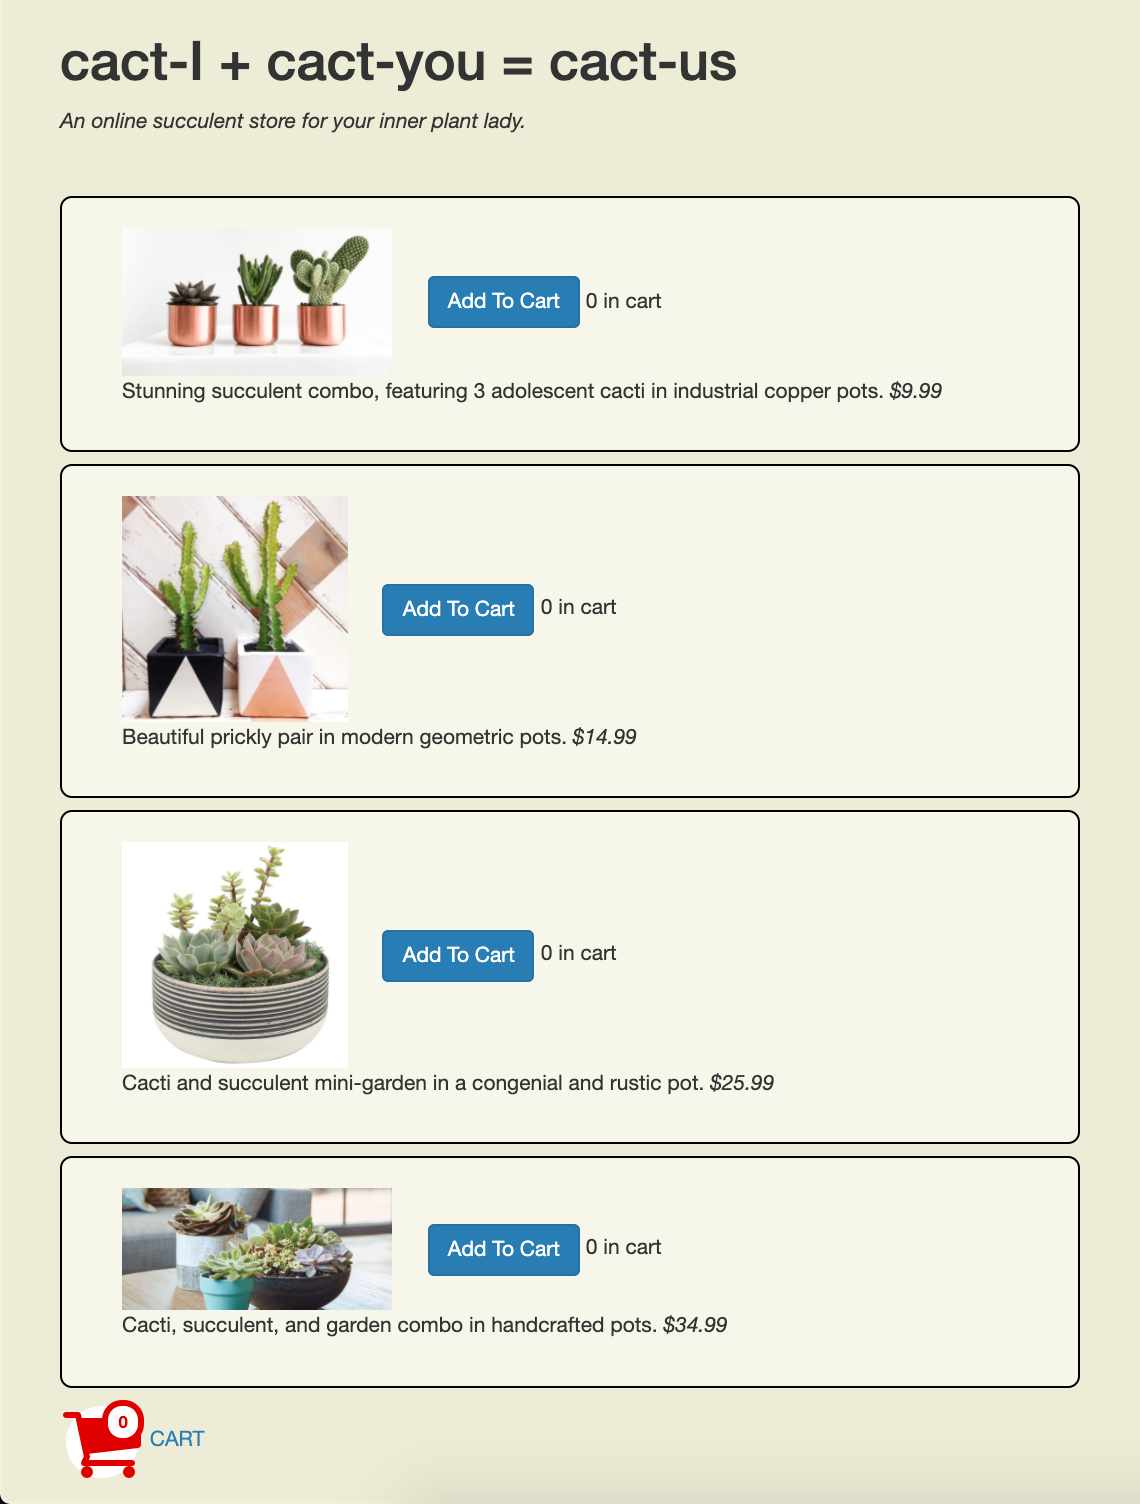 cact-I + cact-you = cact-us
An online succulent store for your inner plant lady.
Add To Cart 0 in cart
Stunning succulent combo, featuring 3 adolescent cacti in industrial copper pots. $9.99
Add To Cart 0 in cart
Beautiful prickly pair in modern geometric pots. $14.99
Add To Cart 0 in cart
Cacti and succulent mini-garden in a congenial and rustic pot. $25.99
Add To Cart 0 in cart
Cacti, succulent, and garden combo in handcrafted pots. $34.99
0 CART